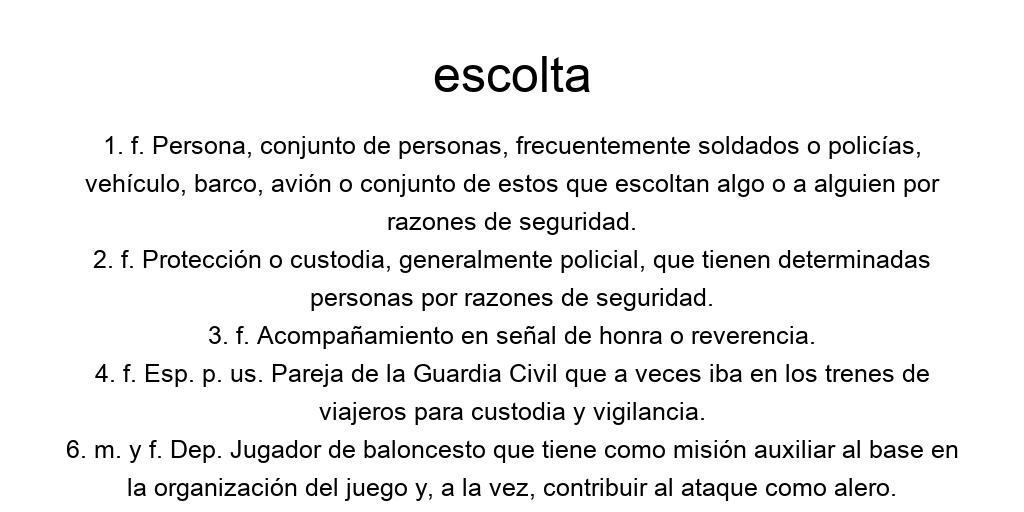 escolta
1. f. Persona, conjunto de personas, frecuentemente soldados o policías,
vehículo, barco, avión o conjunto de estos que escoltan algo o a alguien por
razones de seguridad.
2. f. Protección o custodia, generalmente policial, que tienen determinadas
personas por razones de seguridad.
3. f. Acompañamiento en señal de honra o reverencia.
4. f. Esp. p. us. Pareja de la Guardia Civil que a veces iba en los trenes de
viajeros para custodia y vigilancia.
6. m. y f. Dep. Jugador de baloncesto que tiene como misión auxiliar al base en
la organización del juego y, a la vez, contribuir al ataque como alero.